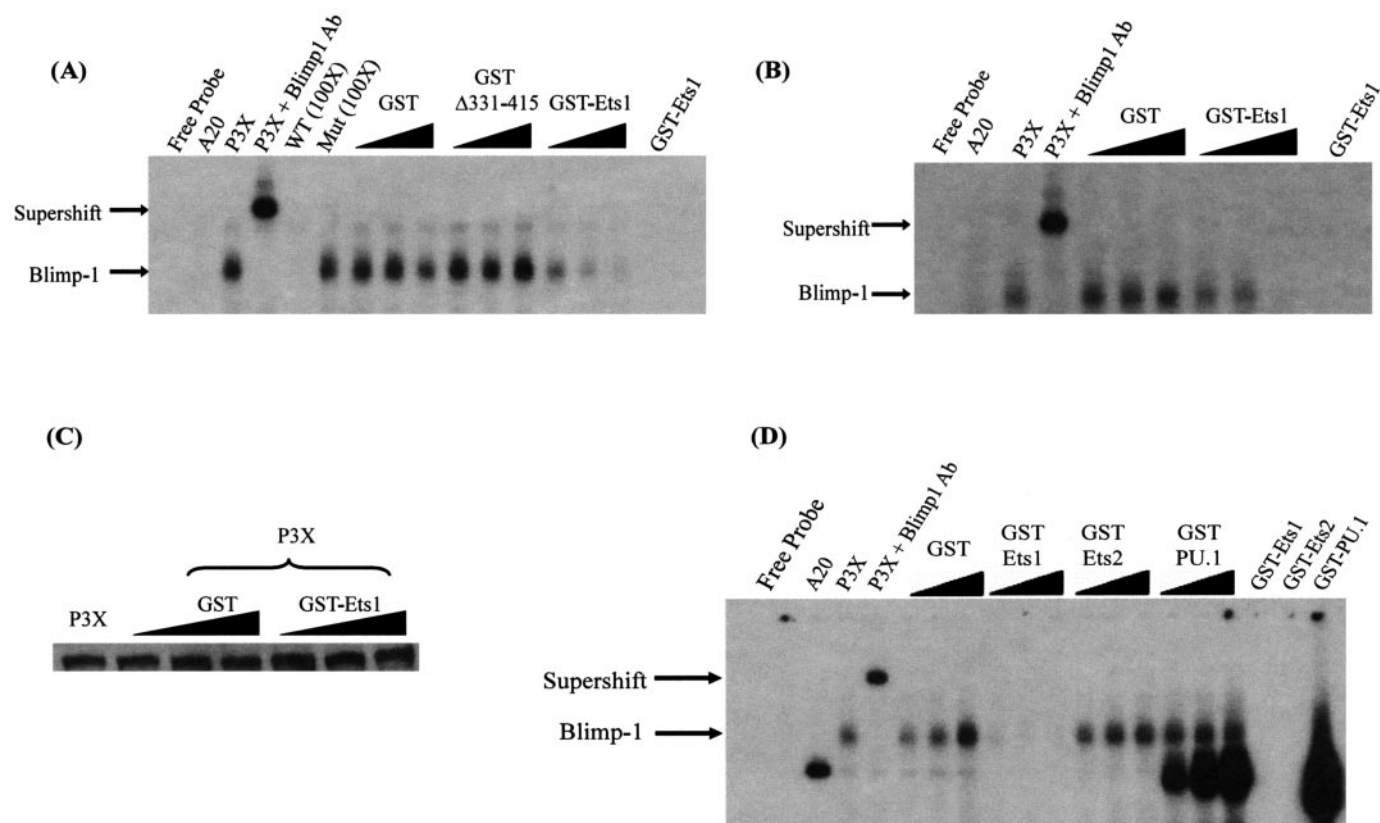 (A)
Free Probe
A20
P3X
P3X + Blimp1 Ab
WT (100X)
Mut (100X)
GST
GST
Δ331-415
GST-Ets1
GST-Ets1
Supershift
Blimp-1
(B)
Free Probe
A20
P3X
P3X + Blimp1 Ab
GST
GST-Ets1
GST-Ets1
Supershift
Blimp-1
(C)
P3X
P3X
GST
GST-Ets1
(D)
Free Probe
A20
P3X
P3X + Blimp1 Ab
GST
GST
Ets1
GST
Ets2
GST
PU.1
GST-Ets1
GST-Ets2
GST-PU.1
Supershift
Blimp-1